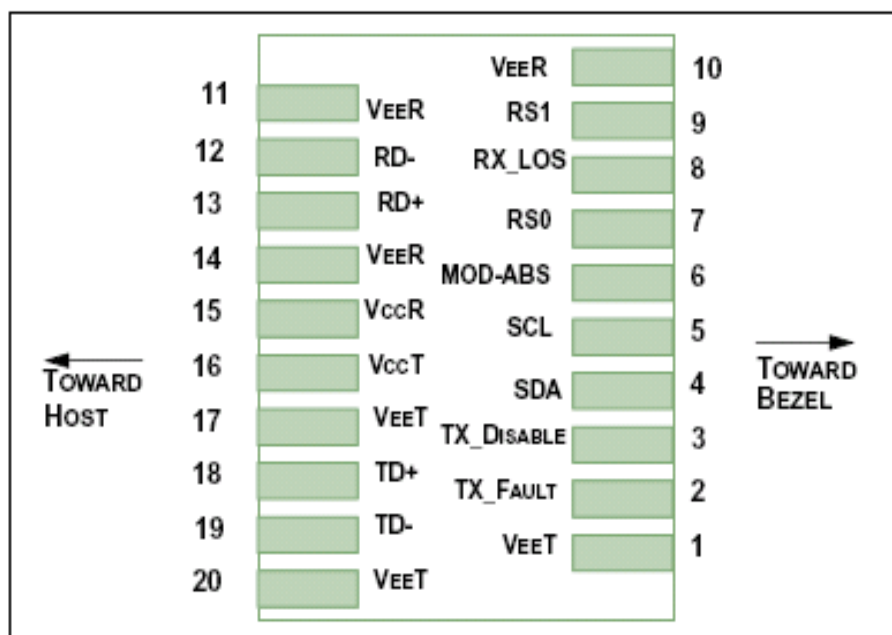 VEER 10
11 VEER
RS1 9
12 RD-
RX_LOS 8
13 RD+
RS0 7
14 VEER
MOD-ABS 6
15 VCCR
SCL 5
16 VCCT
SDA 4
17 VEET
TX_DISABLE 3
18 TD+
TX_FAULT 2
19 TD-
VEET 1
20 VEET
TOWARD
HOST
TOWARD
BEZEL